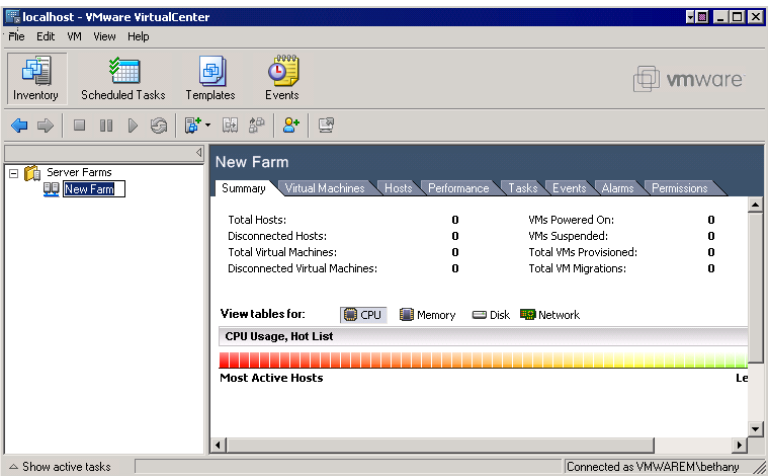 localhost - VMware VirtualCenter
File Edit VM View Help
Inventory Scheduled Tasks Templates Events
vmware
Server Farms
New Farm
New Farm
Summary Virtual Machines Hosts Performance Tasks Events Alarms Permissions
Total Hosts: 0 VMs Powered On: 0
Disconnected Hosts: 0 VMs Suspended: 0
Total Virtual Machines: 0 Total VMs Provisioned: 0
Disconnected Virtual Machines: 0 Total VM Migrations: 0
View tables for: CPU Memory Disk Network
CPU Usage, Hot List
Most Active Hosts Le
Show active tasks Connected as VMWAREM\bethany